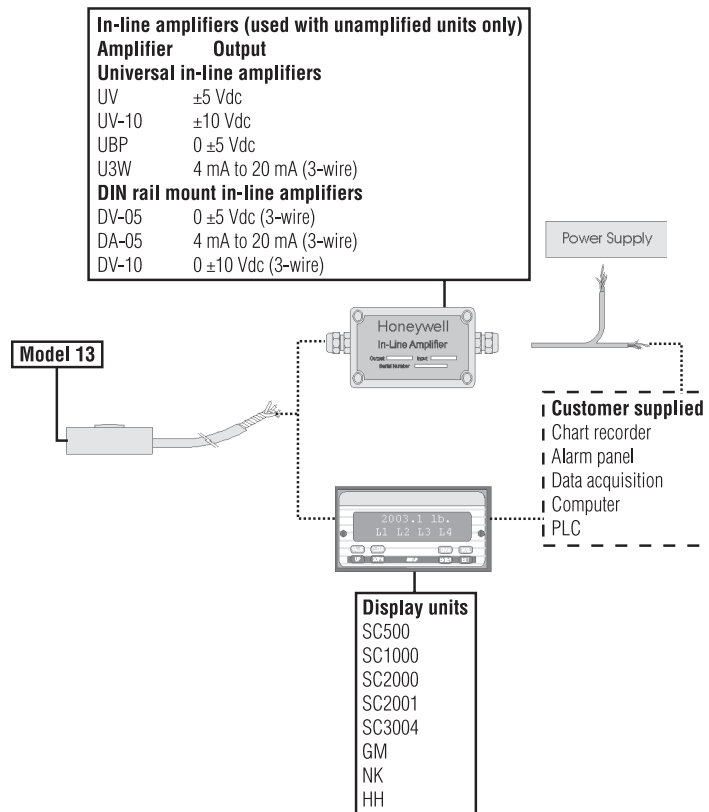 In-line amplifiers (used with unamplified units only)
Amplifier Output
Universal in-line amplifiers
UV ±5 Vdc
UV-10 ±10 Vdc
UBP 0 ±5 Vdc
U3W 4 mA to 20 mA (3-wire)
DIN rail mount in-line amplifiers
DV-05 0 ±5 Vdc (3-wire)
DA-05 4 mA to 20 mA (3-wire)
DV-10 0 ±10 Vdc (3-wire)
Power Supply
Honeywell
In-Line Amplifier
Output Input
Serial Number
Model 13
Customer supplied
Chart recorder
Alarm panel
Data acquisition
Computer
PLC
2003.1 lb.
L1 L2 L3 L4
UP DOWN SETUP ENTER EXIT
Display units
SC500
SC1000
SC2000
SC2001
SC3004
GM
NK
HH